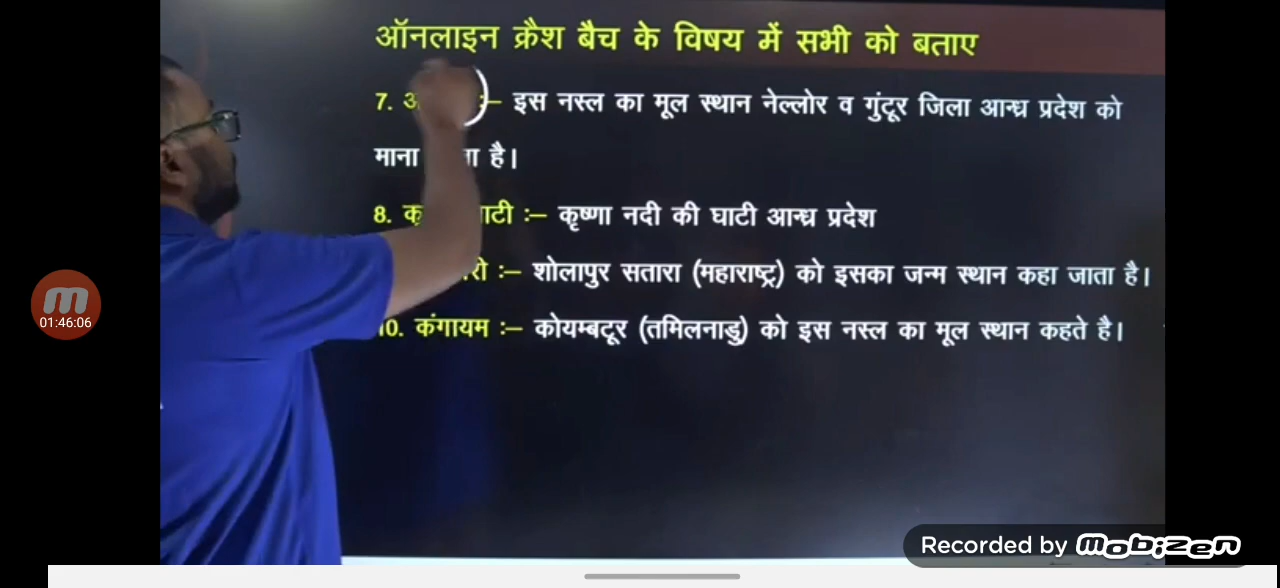 ऑनलाइन क्रैश बैच के विषय में सभी को बताए
7. :– इस नस्ल का मूल स्थान नेल्लोर व गुंटूर जिला आन्ध्र प्रदेश को
माना है।
8. :– कृष्णा नदी की घाटी आन्ध्र प्रदेश
:– शोलापुर सतारा (महाराष्ट्र) को इसका जन्म स्थान कहा जाता है।
10. कंगायम :– कोयम्बटूर (तमिलनाडु) को इस नस्ल का मूल स्थान कहते है।
01:46:06
Recorded by mobizen